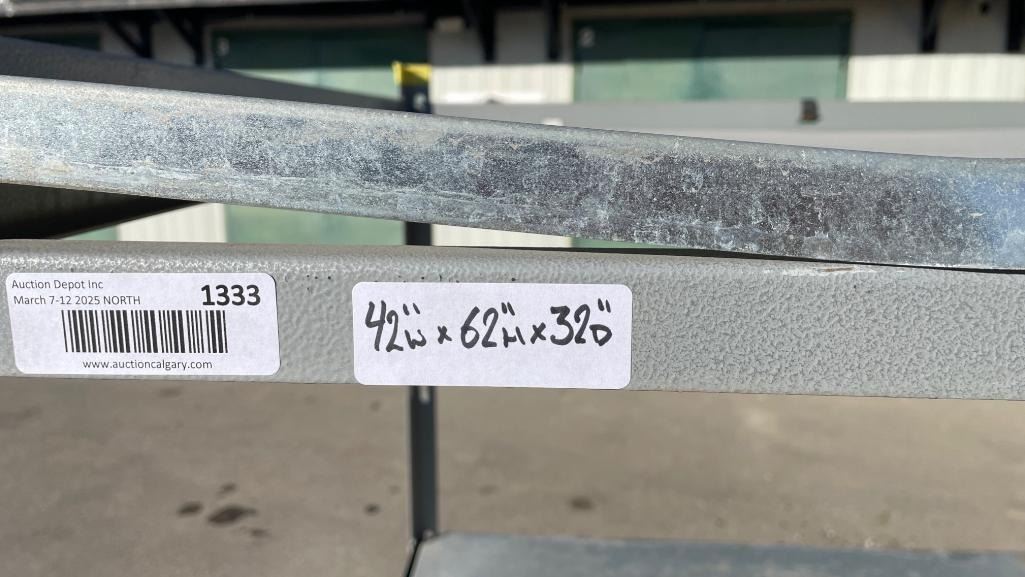 Auction Depot Inc
March 7-12 2025 NORTH 1333
www.auctioncalgary.com
42"W x 62"H x 32"D